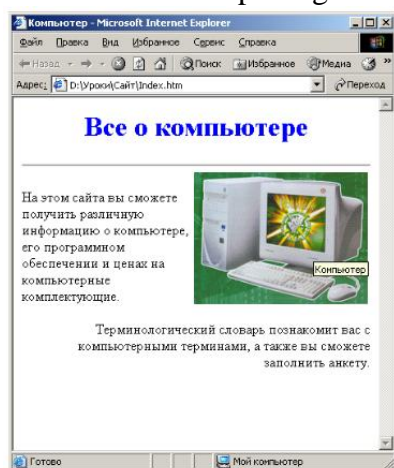 Компьютер - Microsoft Internet Explorer
Файл Правка Вид Избранное Сервис Справка
Назад Поиск Избранное Медиа »
Адрес: D:\Уроки\Сайт\Index.htm Переход
Все о компьютере
На этом сайта вы сможете
получить различную
информацию о компьютере,
его программном
обеспечении и ценах на
компьютерные
комплектующие.
Компьютер
Терминологический словарь познакомит вас с
компьютерными терминами, а также вы сможете
заполнить анкету.
Готово Мой компьютер